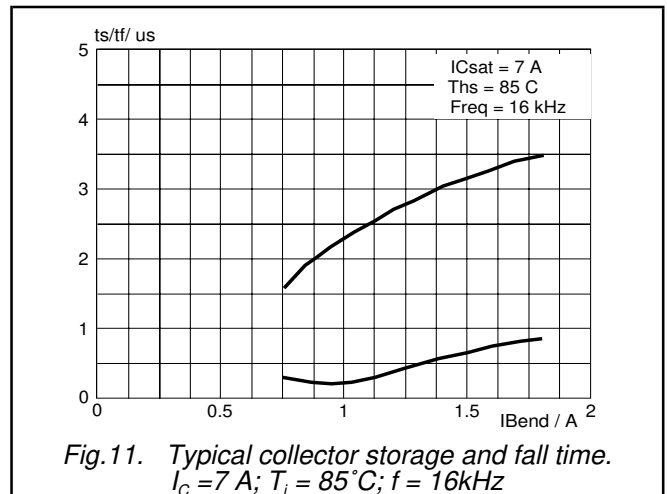 ts/tf/ us
5
ICsat = 7 A
Ths = 85 C
Freq = 16 kHz
4
3
2
1
0
0 0.5 1 1.5 2
IBend / A
Fig.11. Typical collector storage and fall time.
IC =7 A; Tj = 85˚C; f = 16kHz